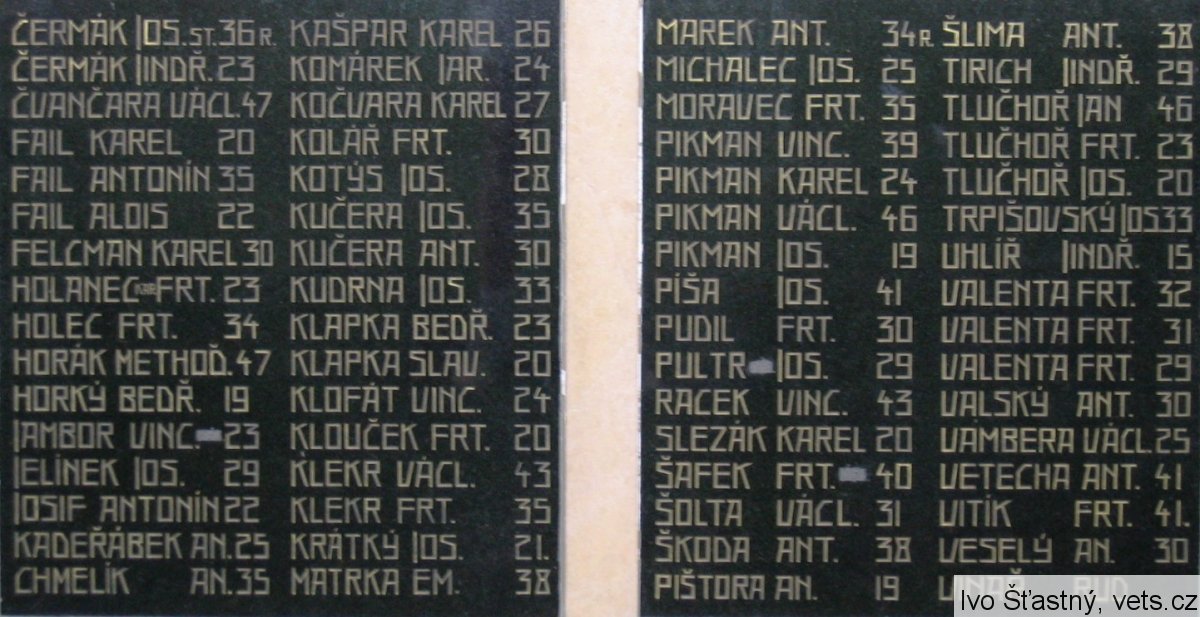 ČERMÁK JOS. ST. 36 R.
ČERMÁK JINDŘ. 23
ČVANČARA VÁCL. 47
FAIL KAREL 20
FAIL ANTONÍN 35
FAIL ALOIS 22
FELCMAN KAREL 30
HOLANEC KAR. FRT. 23
HOLEC FRT. 34
HORÁK METHOĎ. 47
HORKÝ BEDŘ. 19
JAMBOR VINC. 23
JELÍNEK JOS. 29
JOSIF ANTONÍN 22
KADEŘÁBEK AN. 25
CHMELÍK AN. 35
KAŠPAR KAREL 26
KOMÁREK JAR. 24
KOČVARA KAREL 27
KOLÁŘ FRT. 30
KOTÝS JOS. 28
KUČERA JOS. 35
KUČERA ANT. 30
KUDRNA JOS. 33
KLAPKA BEDŘ. 23
KLAPKA SLAV. 20
KLOFÁT VINC. 24
KLOUČEK FRT. 20
KLEKR VÁCL. 43
KLEKR FRT. 35
KRÁTKÝ JOS. 21.
MATRKA EM. 38
MAREK ANT. 34 R.
MICHALEC JOS. 25
MORAVEC FRT. 35
PIKMAN VINC. 39
PIKMAN KAREL 24
PIKMAN VÁCL. 46
PIKMAN JOS. 19
PÍŠA JOS. 41
PUDIL FRT. 30
PULTR JOS. 29
RACEK VINC. 43
SLEZÁK KAREL 20
ŠAFEK FRT. 40
ŠOLTA VÁCL. 31
ŠKODA ANT. 38
PIŠTORA AN. 19
ŠLIMA ANT. 38
TIRICH JINDŘ. 29
TLUČHOŘ JAN 46
TLUČHOŘ FRT. 23
TLUČHOŘ JOS. 20
TRPIŠOVSKÝ JOS 33
UHLÍŘ JINDŘ. 15
VALENTA FRT. 32
VALENTA FRT. 31
VALENTA FRT. 29
VALSKÝ ANT. 30
VÁMBERA VÁCL. 25
VETECHA ANT. 41
VITÍK FRT. 41.
VESELÝ AN. 30
Ivo Šťastný, vets.cz